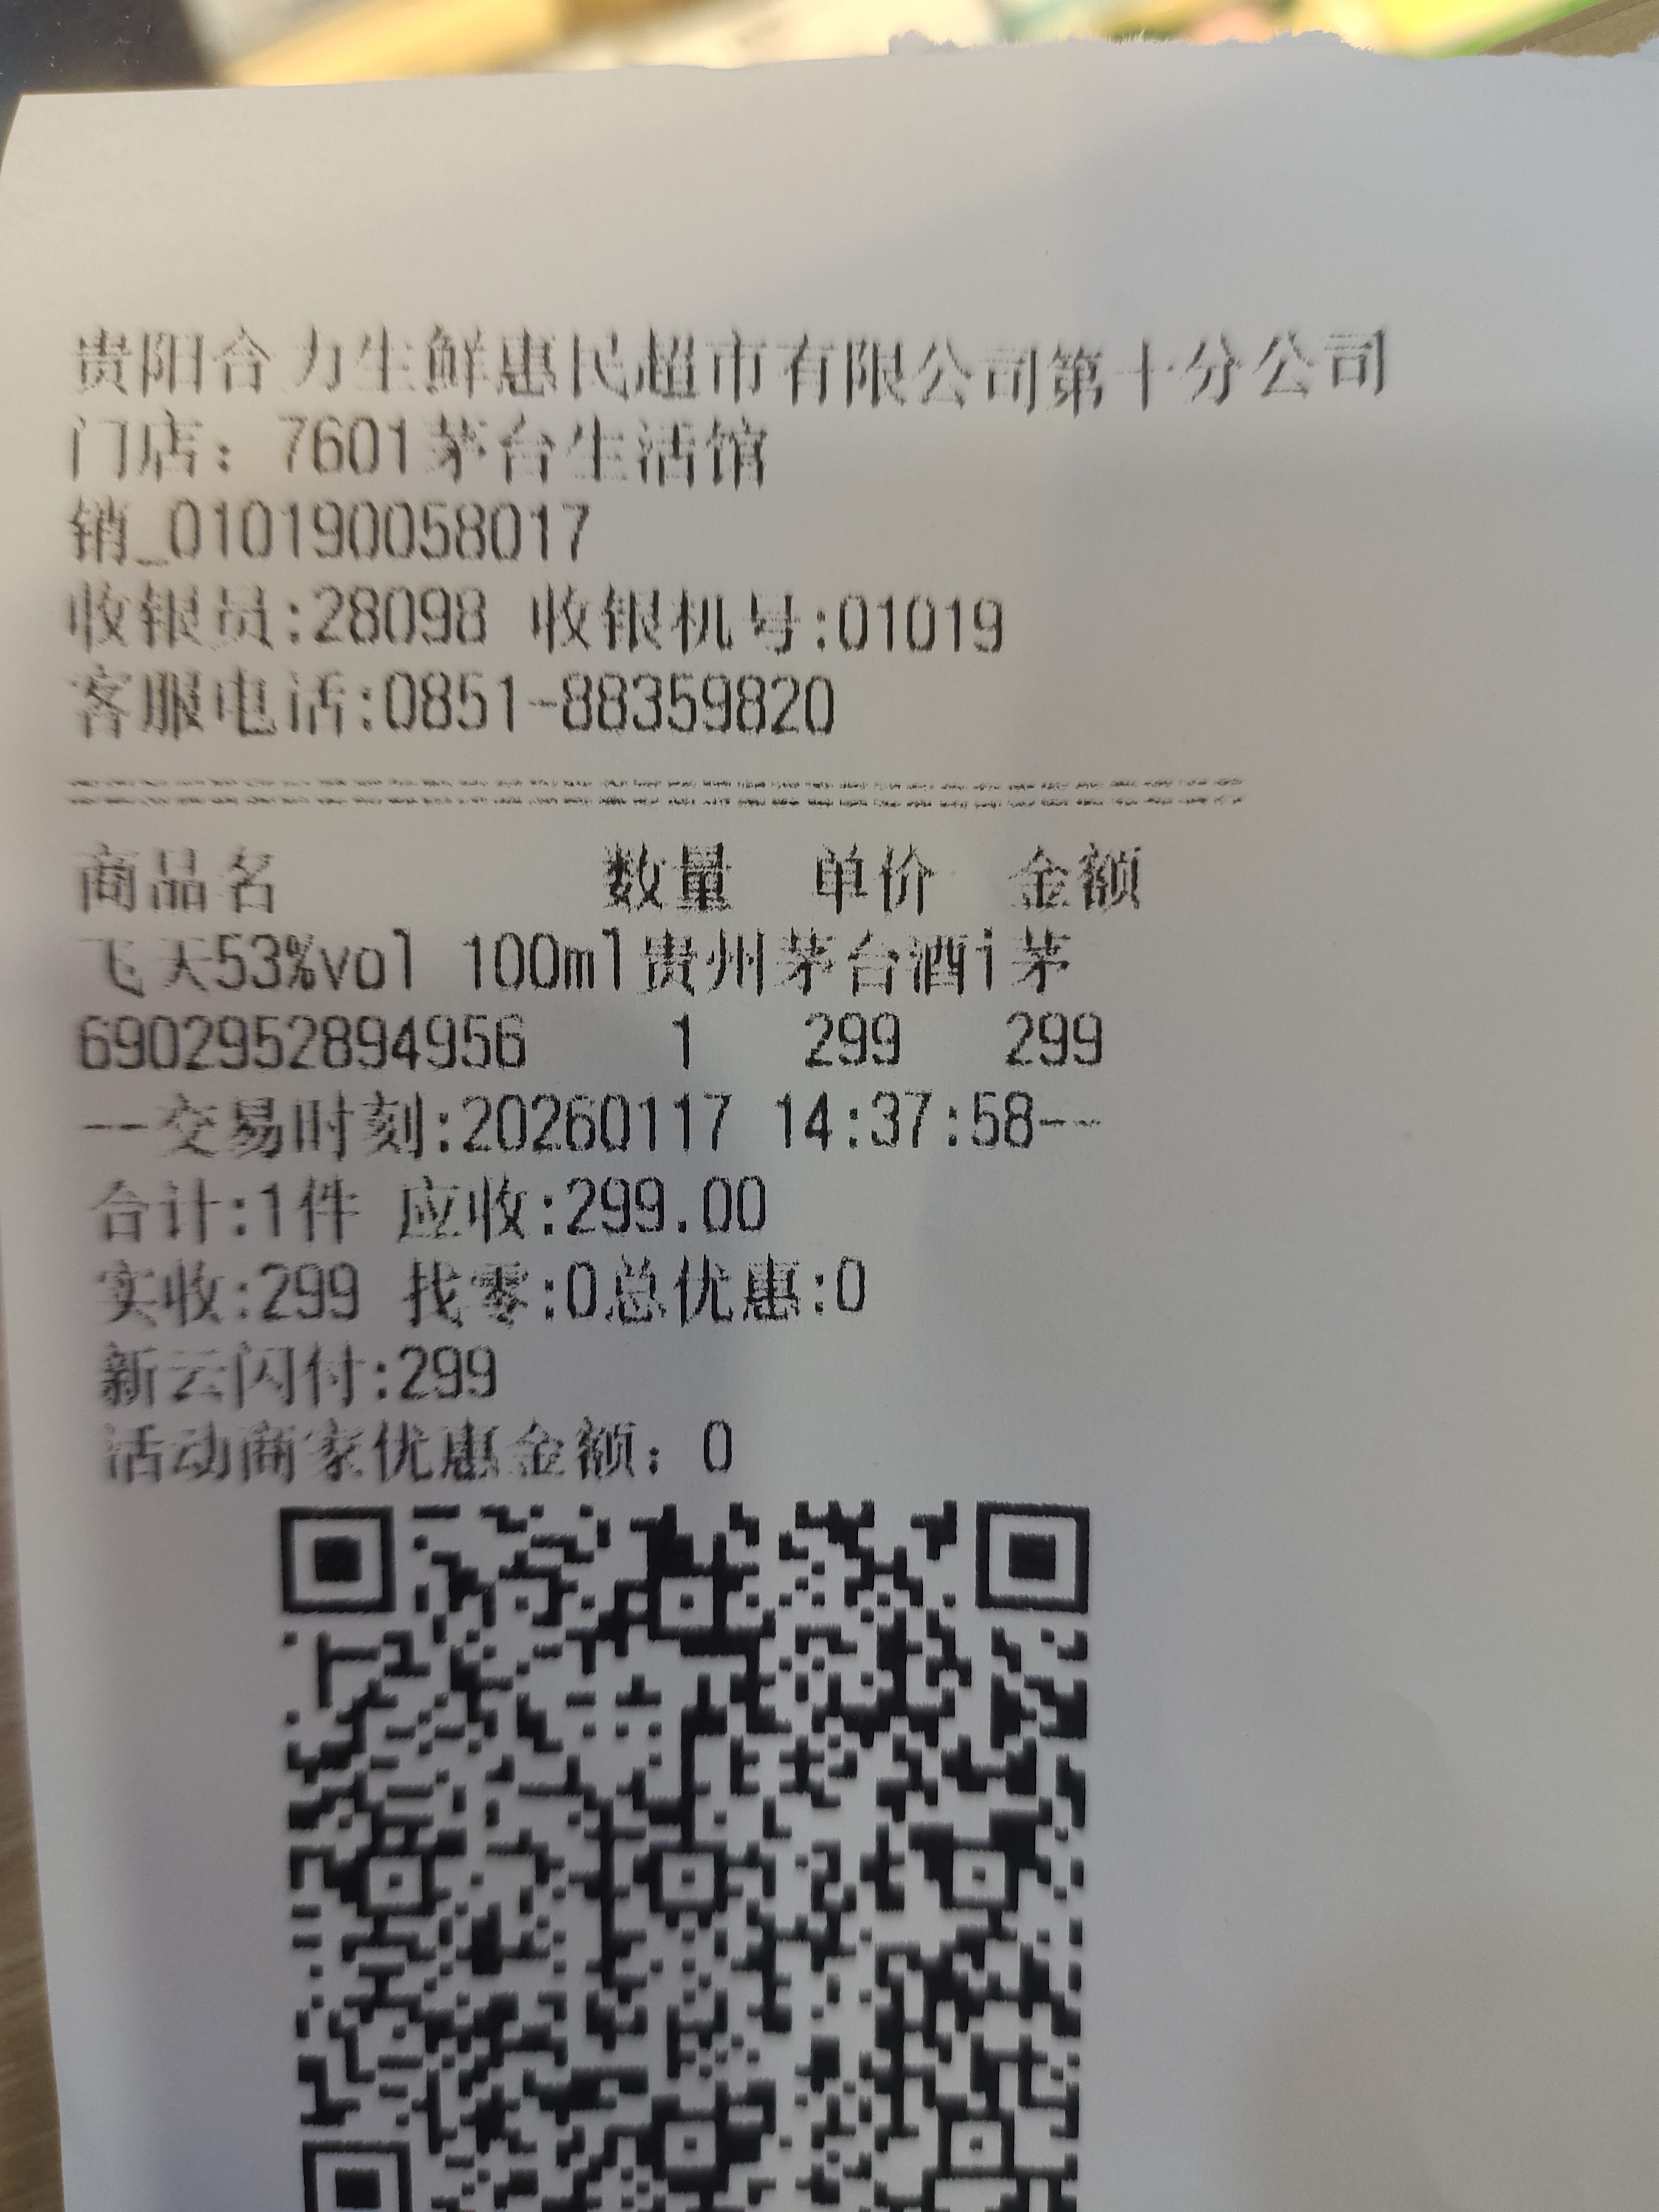 贵阳合力生鲜惠民超市有限公司第十分公司
门店：7601茅台生活馆
销_010190058017
收银员:28098 收银机号:01019
客服电话:0851-88359820
商品名 数量 单价 金额
飞天53%vol 100ml贵州茅台酒i茅
6902952894956 1 299 299
--交易时刻:20260117 14:37:58--
合计:1件 应收:299.00
实收:299 找零:0总优惠:0
新云闪付:299
活动商家优惠金额：0